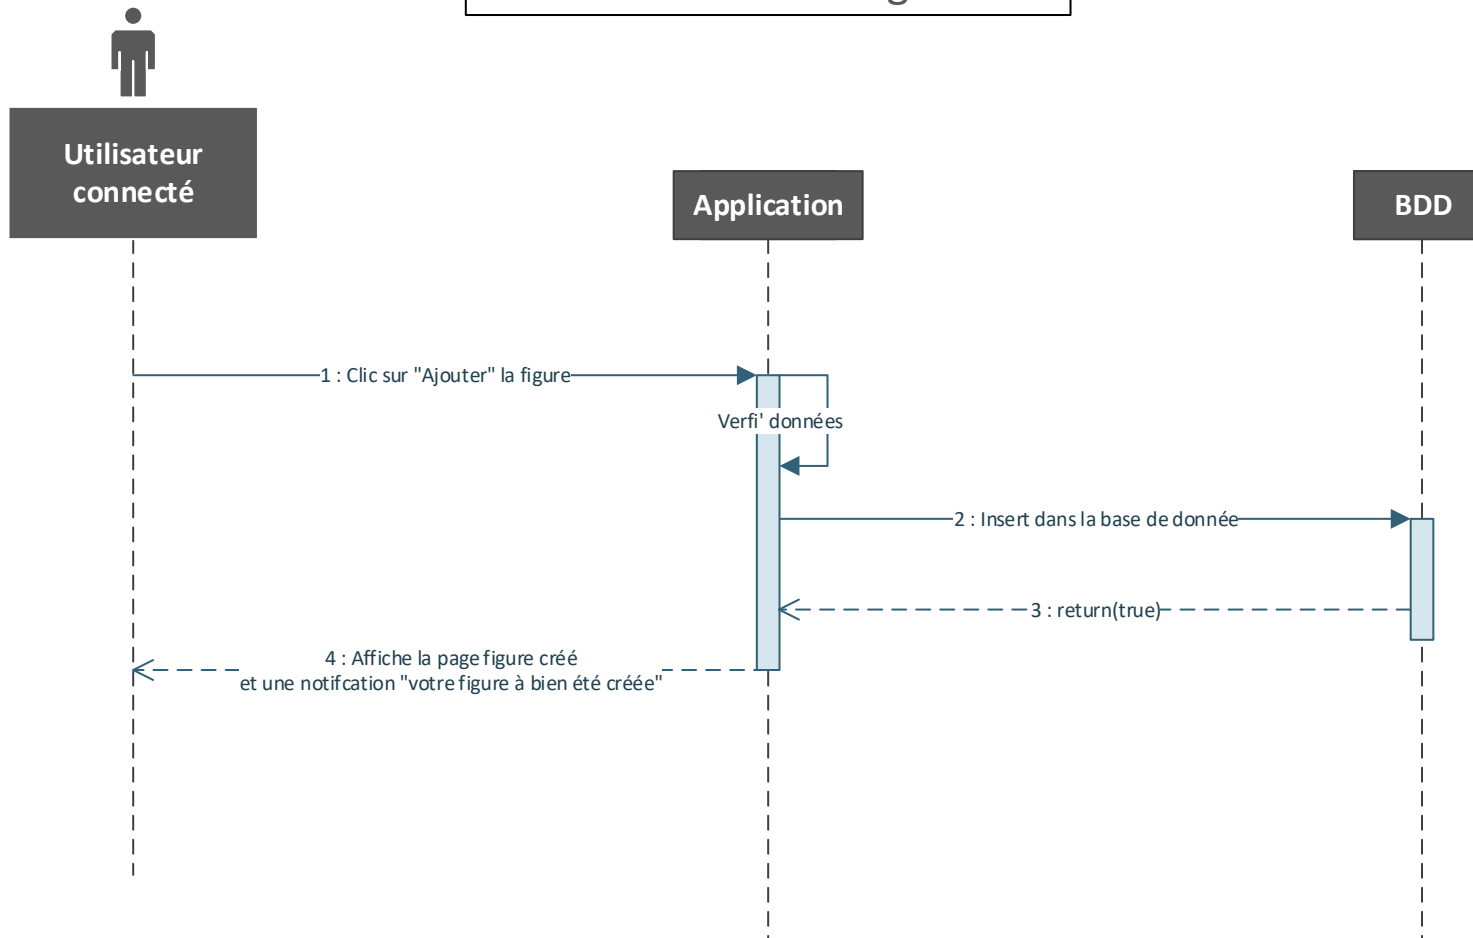 Utilisateur
connecté
Application
BDD
1 : Clic sur "Ajouter" la figure
Verfi' données
2 : Insert dans la base de donnée
3 : return(true)
4 : Affiche la page figure créé
et une notifcation "votre figure à bien été créée"